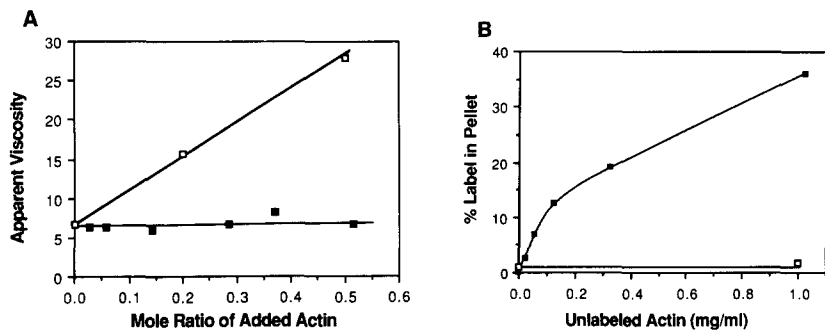 A
Apparent Viscosity
30
25
20
15
10
5
0
0.0 0.1 0.2 0.3 0.4 0.5 0.6
Mole Ratio of Added Actin
B
% Label in Pellet
40
30
20
10
0
0.0 0.2 0.4 0.6 0.8 1.0
Unlabeled Actin (mg/ml)